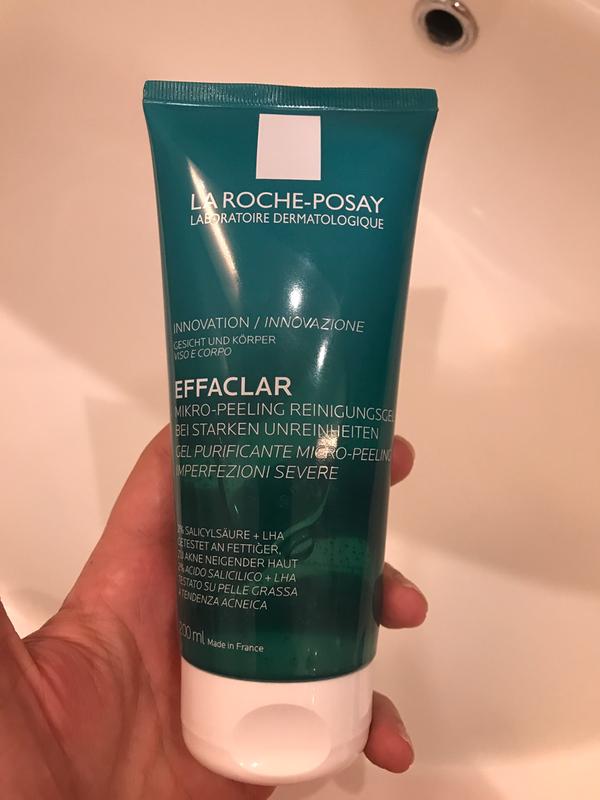 LA ROCHE-POSAY
LABORATOIRE DERMATOLOGIQUE
INNOVATION / INNOVAZIONE
GESICHT UND KÖRPER
VISO E CORPO
EFFACLAR
MIKRO-PEELING REINIGUNGSGEL
BEI STARKEN UNREINHEITEN
GEL PURIFICANTE MICRO-PEELING
IMPERFEZIONI SEVERE
2% SALICYLSÄURE + LHA
GETESTET AN FETTIGER,
ZU AKNE NEIGENDER HAUT
2% ACIDO SALICILICO + LHA
TESTATO SU PELLE GRASSA
A TENDENZA ACNEICA
200 ml Made in France